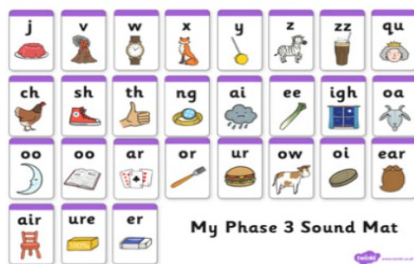 j v w x y z zz qu
ch sh th ng ai ee igh oa
oo oo ar or ur ow oi ear
air ure er
My Phase 3 Sound Mat
twinkl